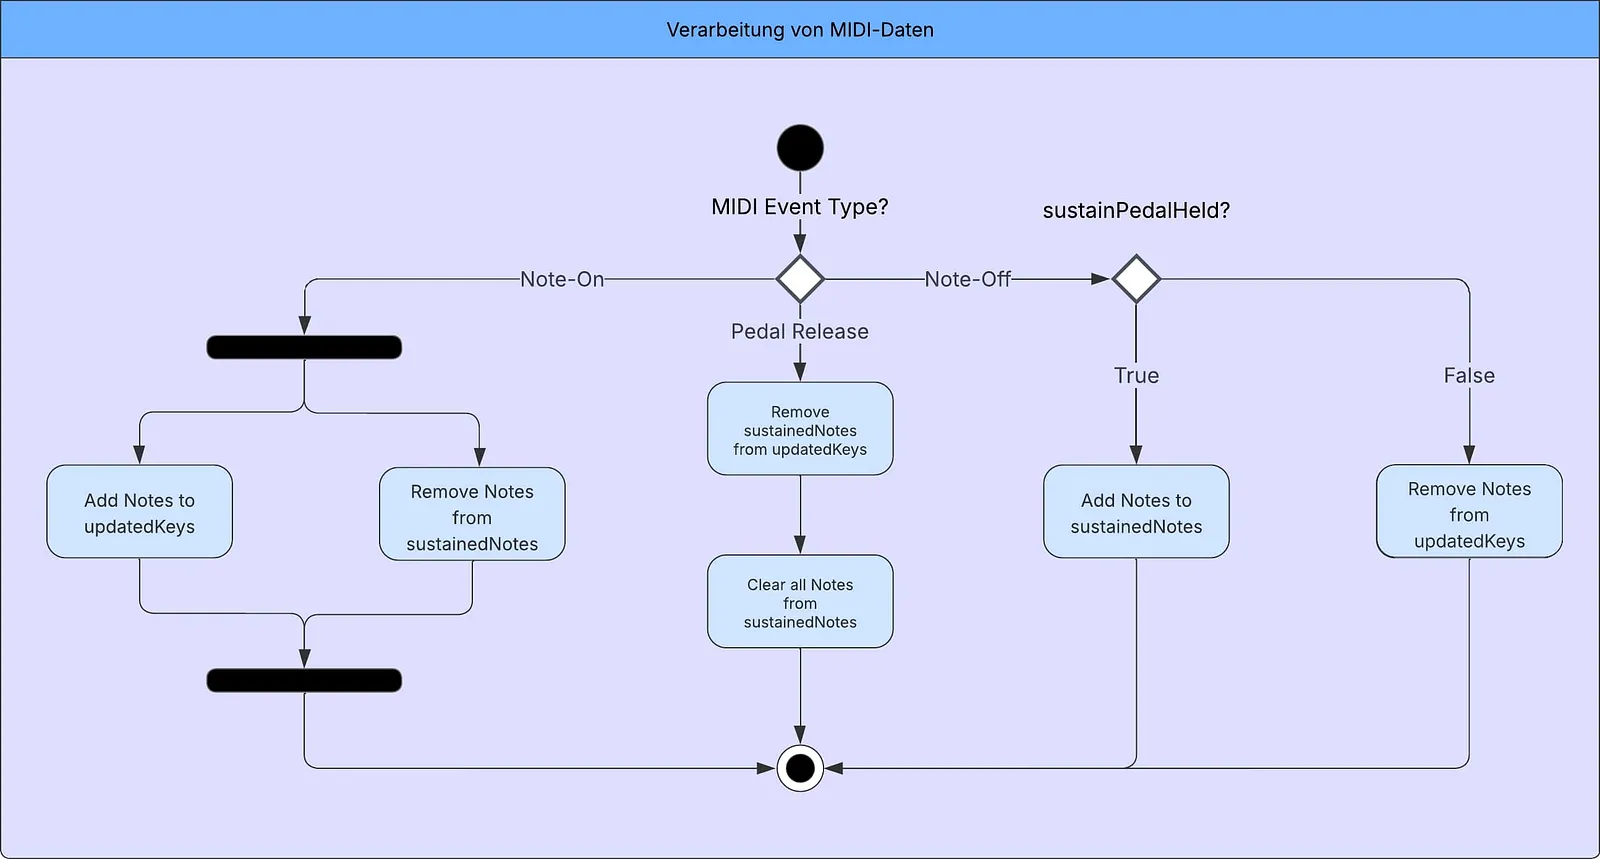 Verarbeitung von MIDI-Daten
MIDI Event Type?
sustainPedalHeld?
Note-On
Note-Off
Pedal Release
True
False
Remove
sustainedNotes
from updatedKeys
Add Notes to
updatedKeys
Remove Notes
from
sustainedNotes
Add Notes to
sustainedNotes
Remove Notes
from
updatedKeys
Clear all Notes
from
sustainedNotes